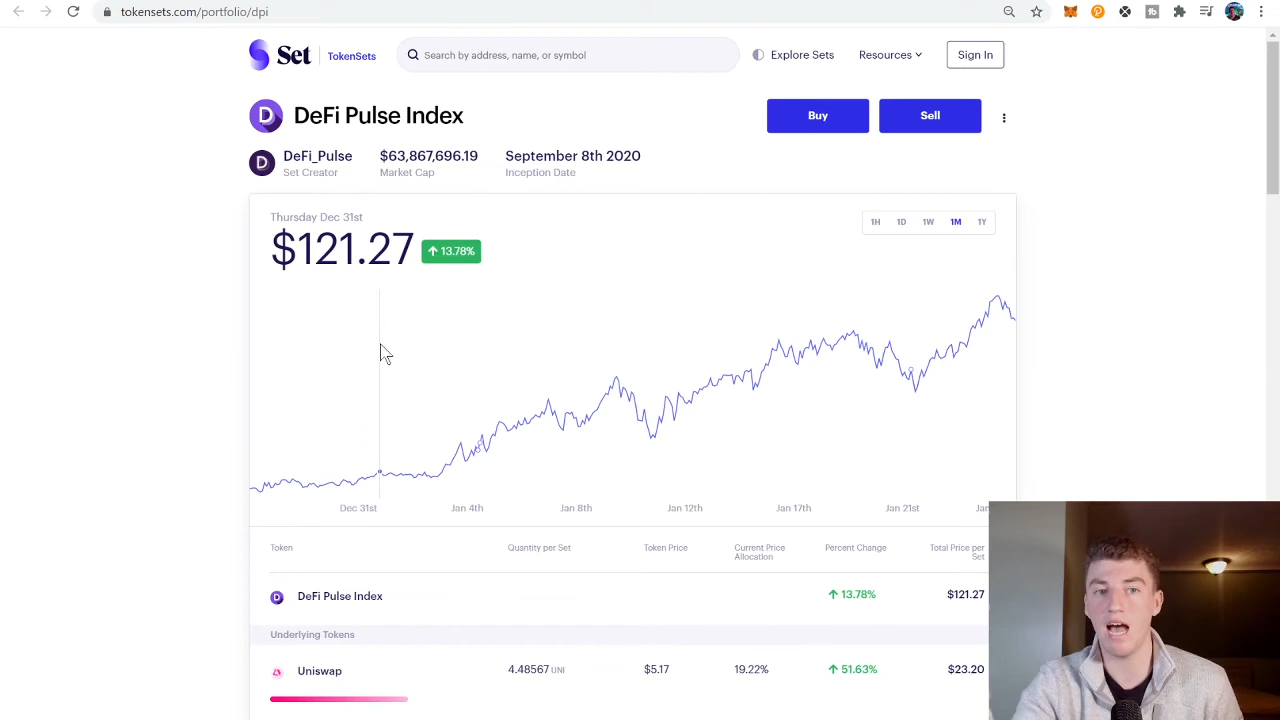 tokensets.com/portfolio/dpi
Set TokenSets
Search by address, name, or symbol
Explore Sets
Resources
Sign In
DeFi Pulse Index
Buy
Sell
DeFi_Pulse
$63,867,696.19
September 8th 2020
Set Creator
Market Cap
Inception Date
Thursday Dec 31st
1H 1D 1W 1M 1Y
$121.27
13.78%
Dec 31st Jan 4th Jan 8th Jan 12th Jan 17th Jan 21st Jan
Token
Quantity per Set
Token Price
Current Price
Allocation
Percent Change
Total Price per
Set
DeFi Pulse Index
13.78%
$121.27
Underlying Tokens
Uniswap
4.48567 UNI
$5.17
19.22%
51.63%
$23.20